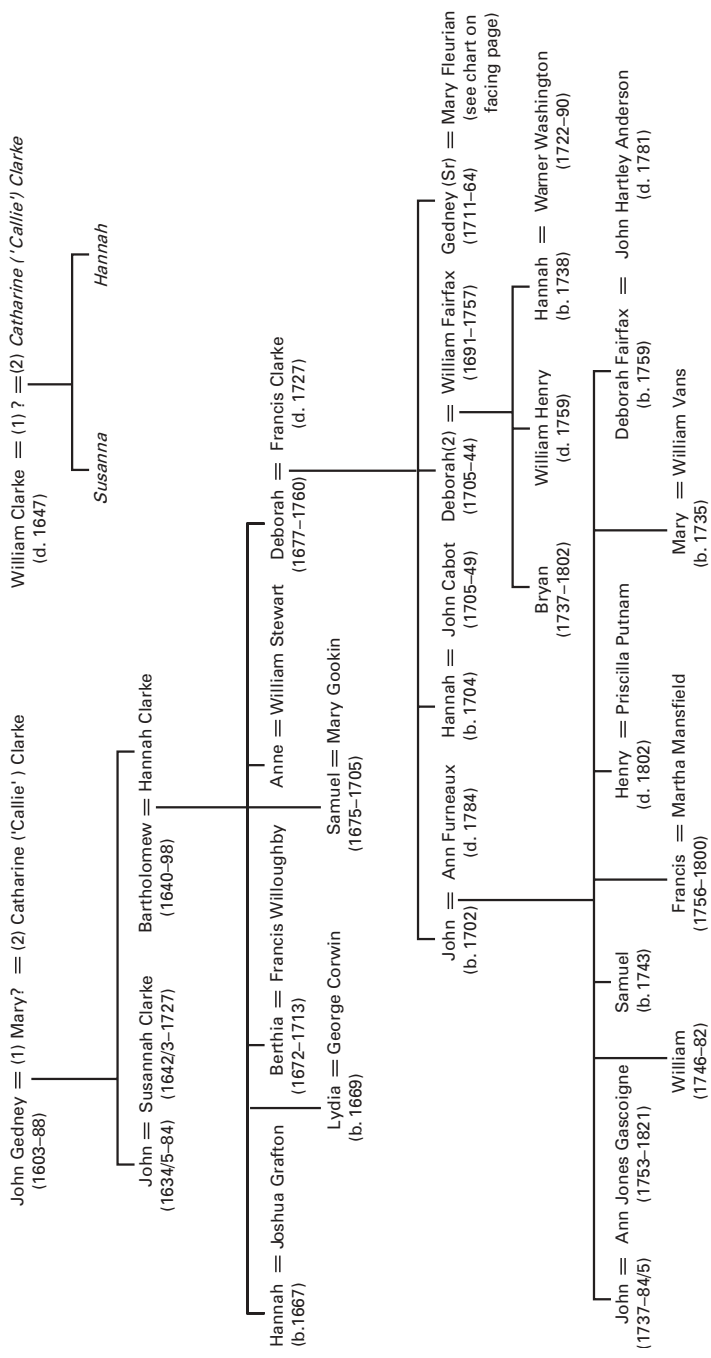 John Gedney = (1) Mary? = (2) Catharine ('Callie') Clarke
(1603–88)
William Clarke = (1) ? = (2) Catharine ('Callie') Clarke
(d. 1647)
John = Susannah Clarke
(1634/5–84) (1642/3–1727)
Bartholomew = Hannah Clarke
(1640–98)
Susanna
Hannah
Hannah = Joshua Grafton
(b.1667)
Berthia = Francis Willoughby
(1672–1713)
Anne = William Stewart
Deborah = Francis Clarke
(1677–1760) (d. 1727)
Lydia = George Corwin
(b. 1669)
Samuel = Mary Gookin
(1675–1705)
John = Ann Furneaux
(b. 1702) (d. 1784)
Hannah = John Cabot
(b. 1704) (1705–49)
Deborah(2) = William Fairfax
(1705–44) (1691–1757)
Gedney (Sr) = Mary Fleurian
(1711–64) (see chart on
facing page)
Bryan
(1737–1802)
William Henry
(d. 1759)
Hannah = Warner Washington
(b. 1738) (1722–90)
John = Ann Jones Gascoigne
(1737–84/5) (1753–1821)
Samuel
(b. 1743)
Henry = Priscilla Putnam
(d. 1802)
Deborah Fairfax = John Hartley Anderson
(b. 1759) (d. 1781)
William
(1746–82)
Francis = Martha Mansfield
(1756–1800)
Mary = William Vans
(b. 1735)